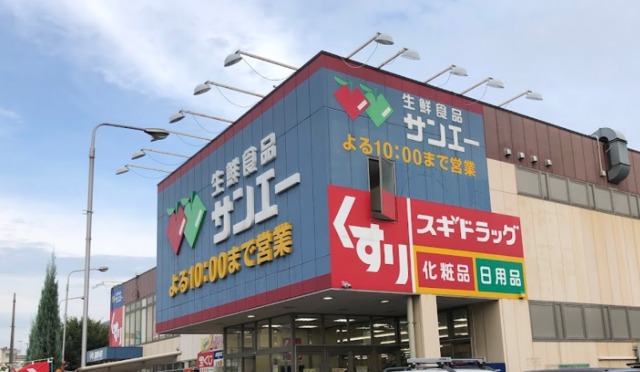 生鮮食品
サンエー
よる10:00まで営業
生鮮食品
サンエー
よる10:00まで営業
くすり
スギドラッグ
化粧品
日用品